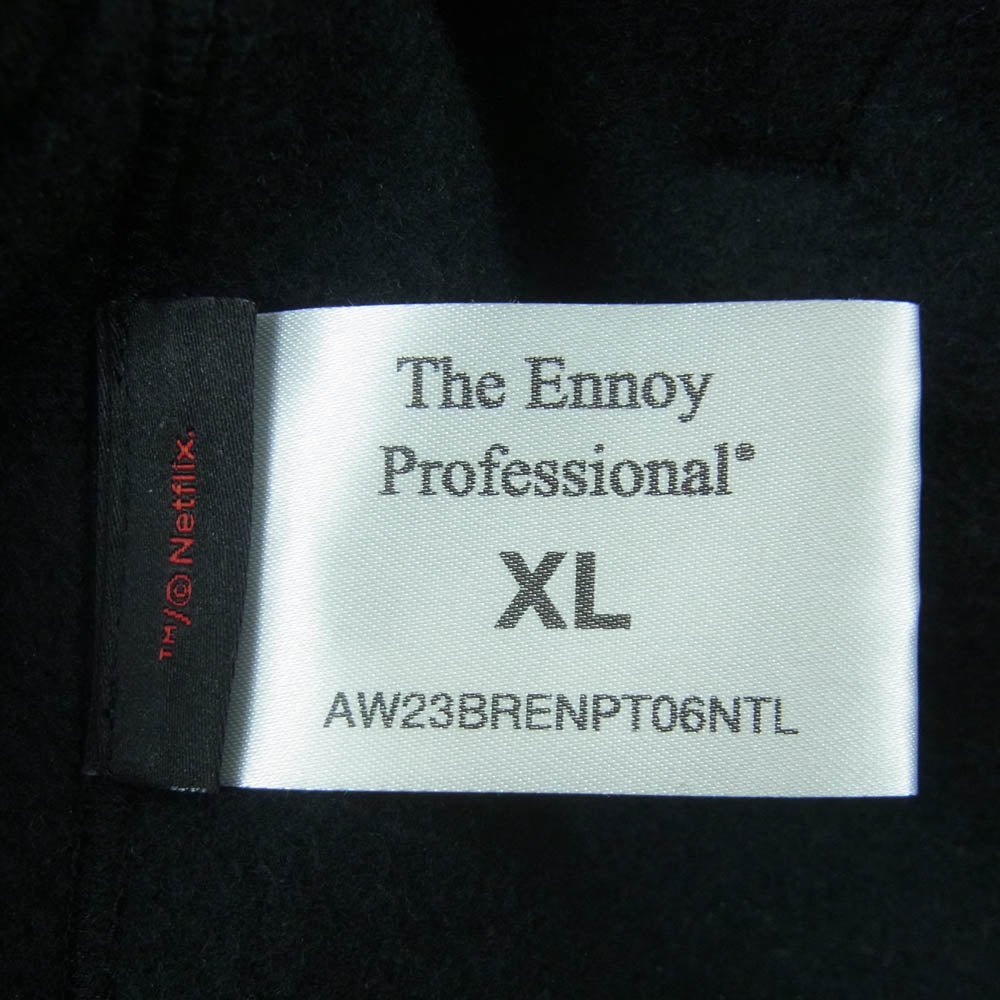 The Ennoy
Professional®
XL
AW23BRENPT06NTL
™/© Netflix.